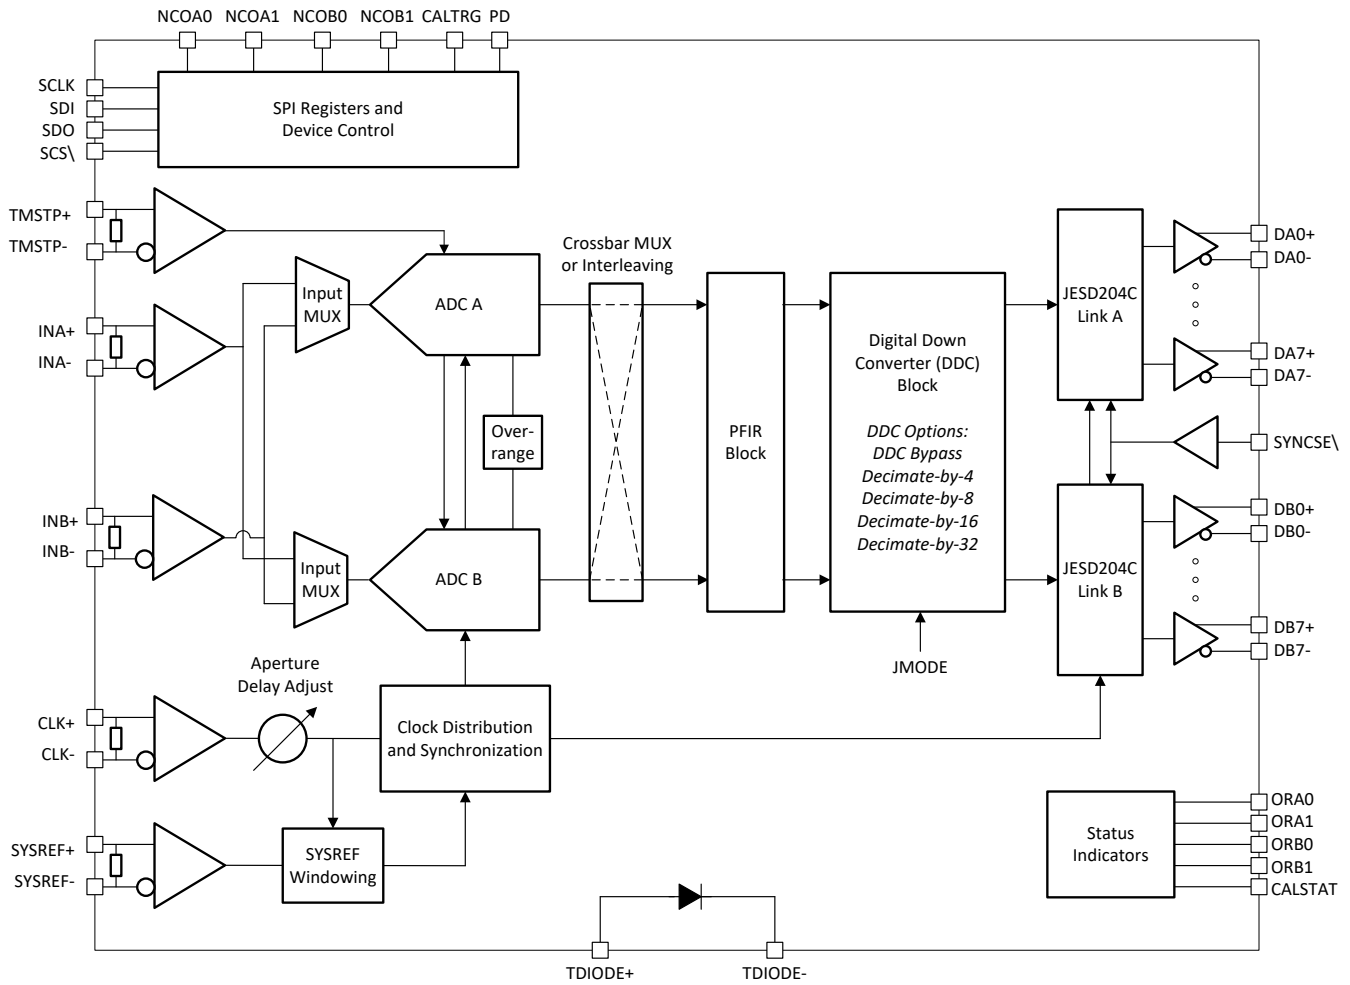 NCOA0 NCOA1 NCOB0 NCOB1 CALTRG PD
SCLK
SDI
SDO
SCS\
SPI Registers and
Device Control
TMSTP+
TMSTP-
INA+
INA-
Input
MUX
ADC A
Over-
range
Crossbar MUX
or Interleaving
INB+
INB-
Input
MUX
ADC B
PFIR
Block
Digital Down
Converter (DDC)
Block
DDC Options:
DDC Bypass
Decimate-by-4
Decimate-by-8
Decimate-by-16
Decimate-by-32
JMODE
JESD204C
Link A
DA0+
DA0-
DA7+
DA7-
SYNCSE\
JESD204C
Link B
DB0+
DB0-
DB7+
DB7-
Aperture
Delay Adjust
CLK+
CLK-
Clock Distribution
and Synchronization
SYSREF+
SYSREF-
SYSREF
Windowing
Status
Indicators
ORA0
ORA1
ORB0
ORB1
CALSTAT
TDIODE+ TDIODE-